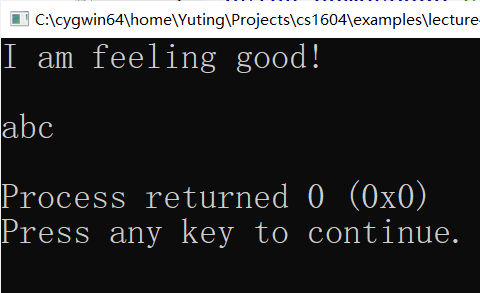 C:\cygwin64\home\Yuting\Projects\cs1604\examples\lecture-
I am feeling good!
abc
Process returned 0 (0x0)
Press any key to continue.